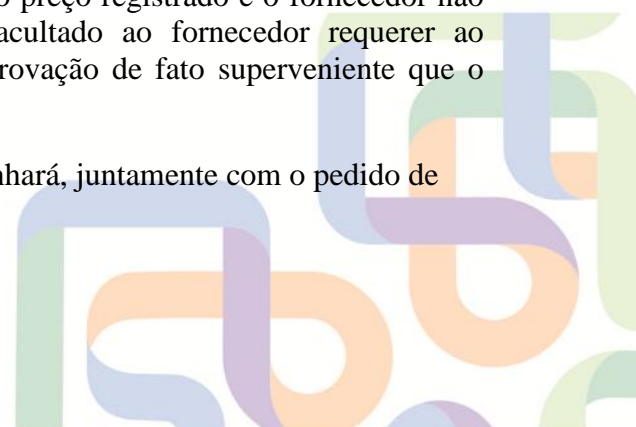 o preço registrado e o fornecedor não
acultado ao fornecedor requerer ao
rovação de fato superveniente que o
nhará, juntamente com o pedido de